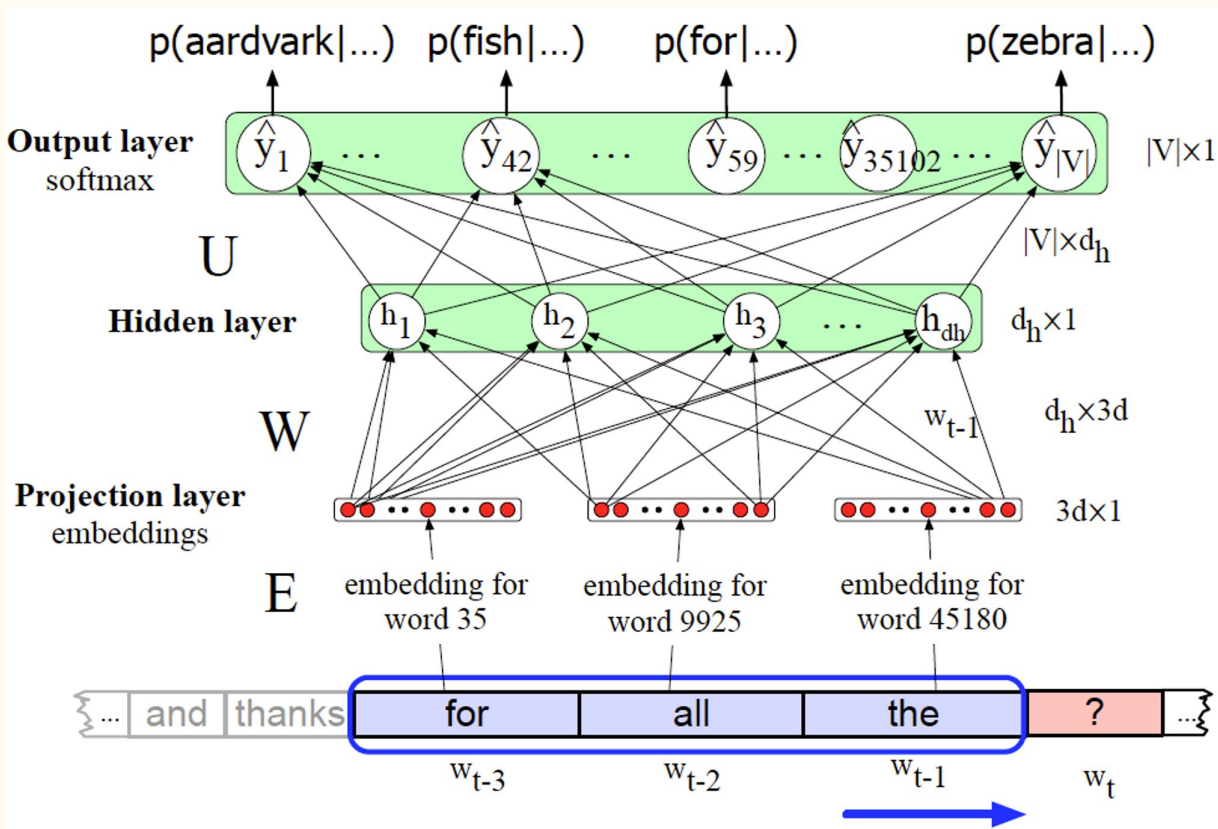 p(aardvark|...) p(fish|...) p(for|...) p(zebra|...)
Output layer
softmax
ŷ1 ... ŷ42 ... ŷ59 ... ŷ35102 ... ŷ|V| |V|×1
U |V|×dh
Hidden layer h1 h2 h3 ... hdh dh×1
W wt-1 dh×3d
Projection layer
embeddings
.. .. .. .. .. .. 3d×1
E
embedding for
word 35
embedding for
word 9925
embedding for
word 45180
... and thanks for all the ? ...
wt-3 wt-2 wt-1 wt